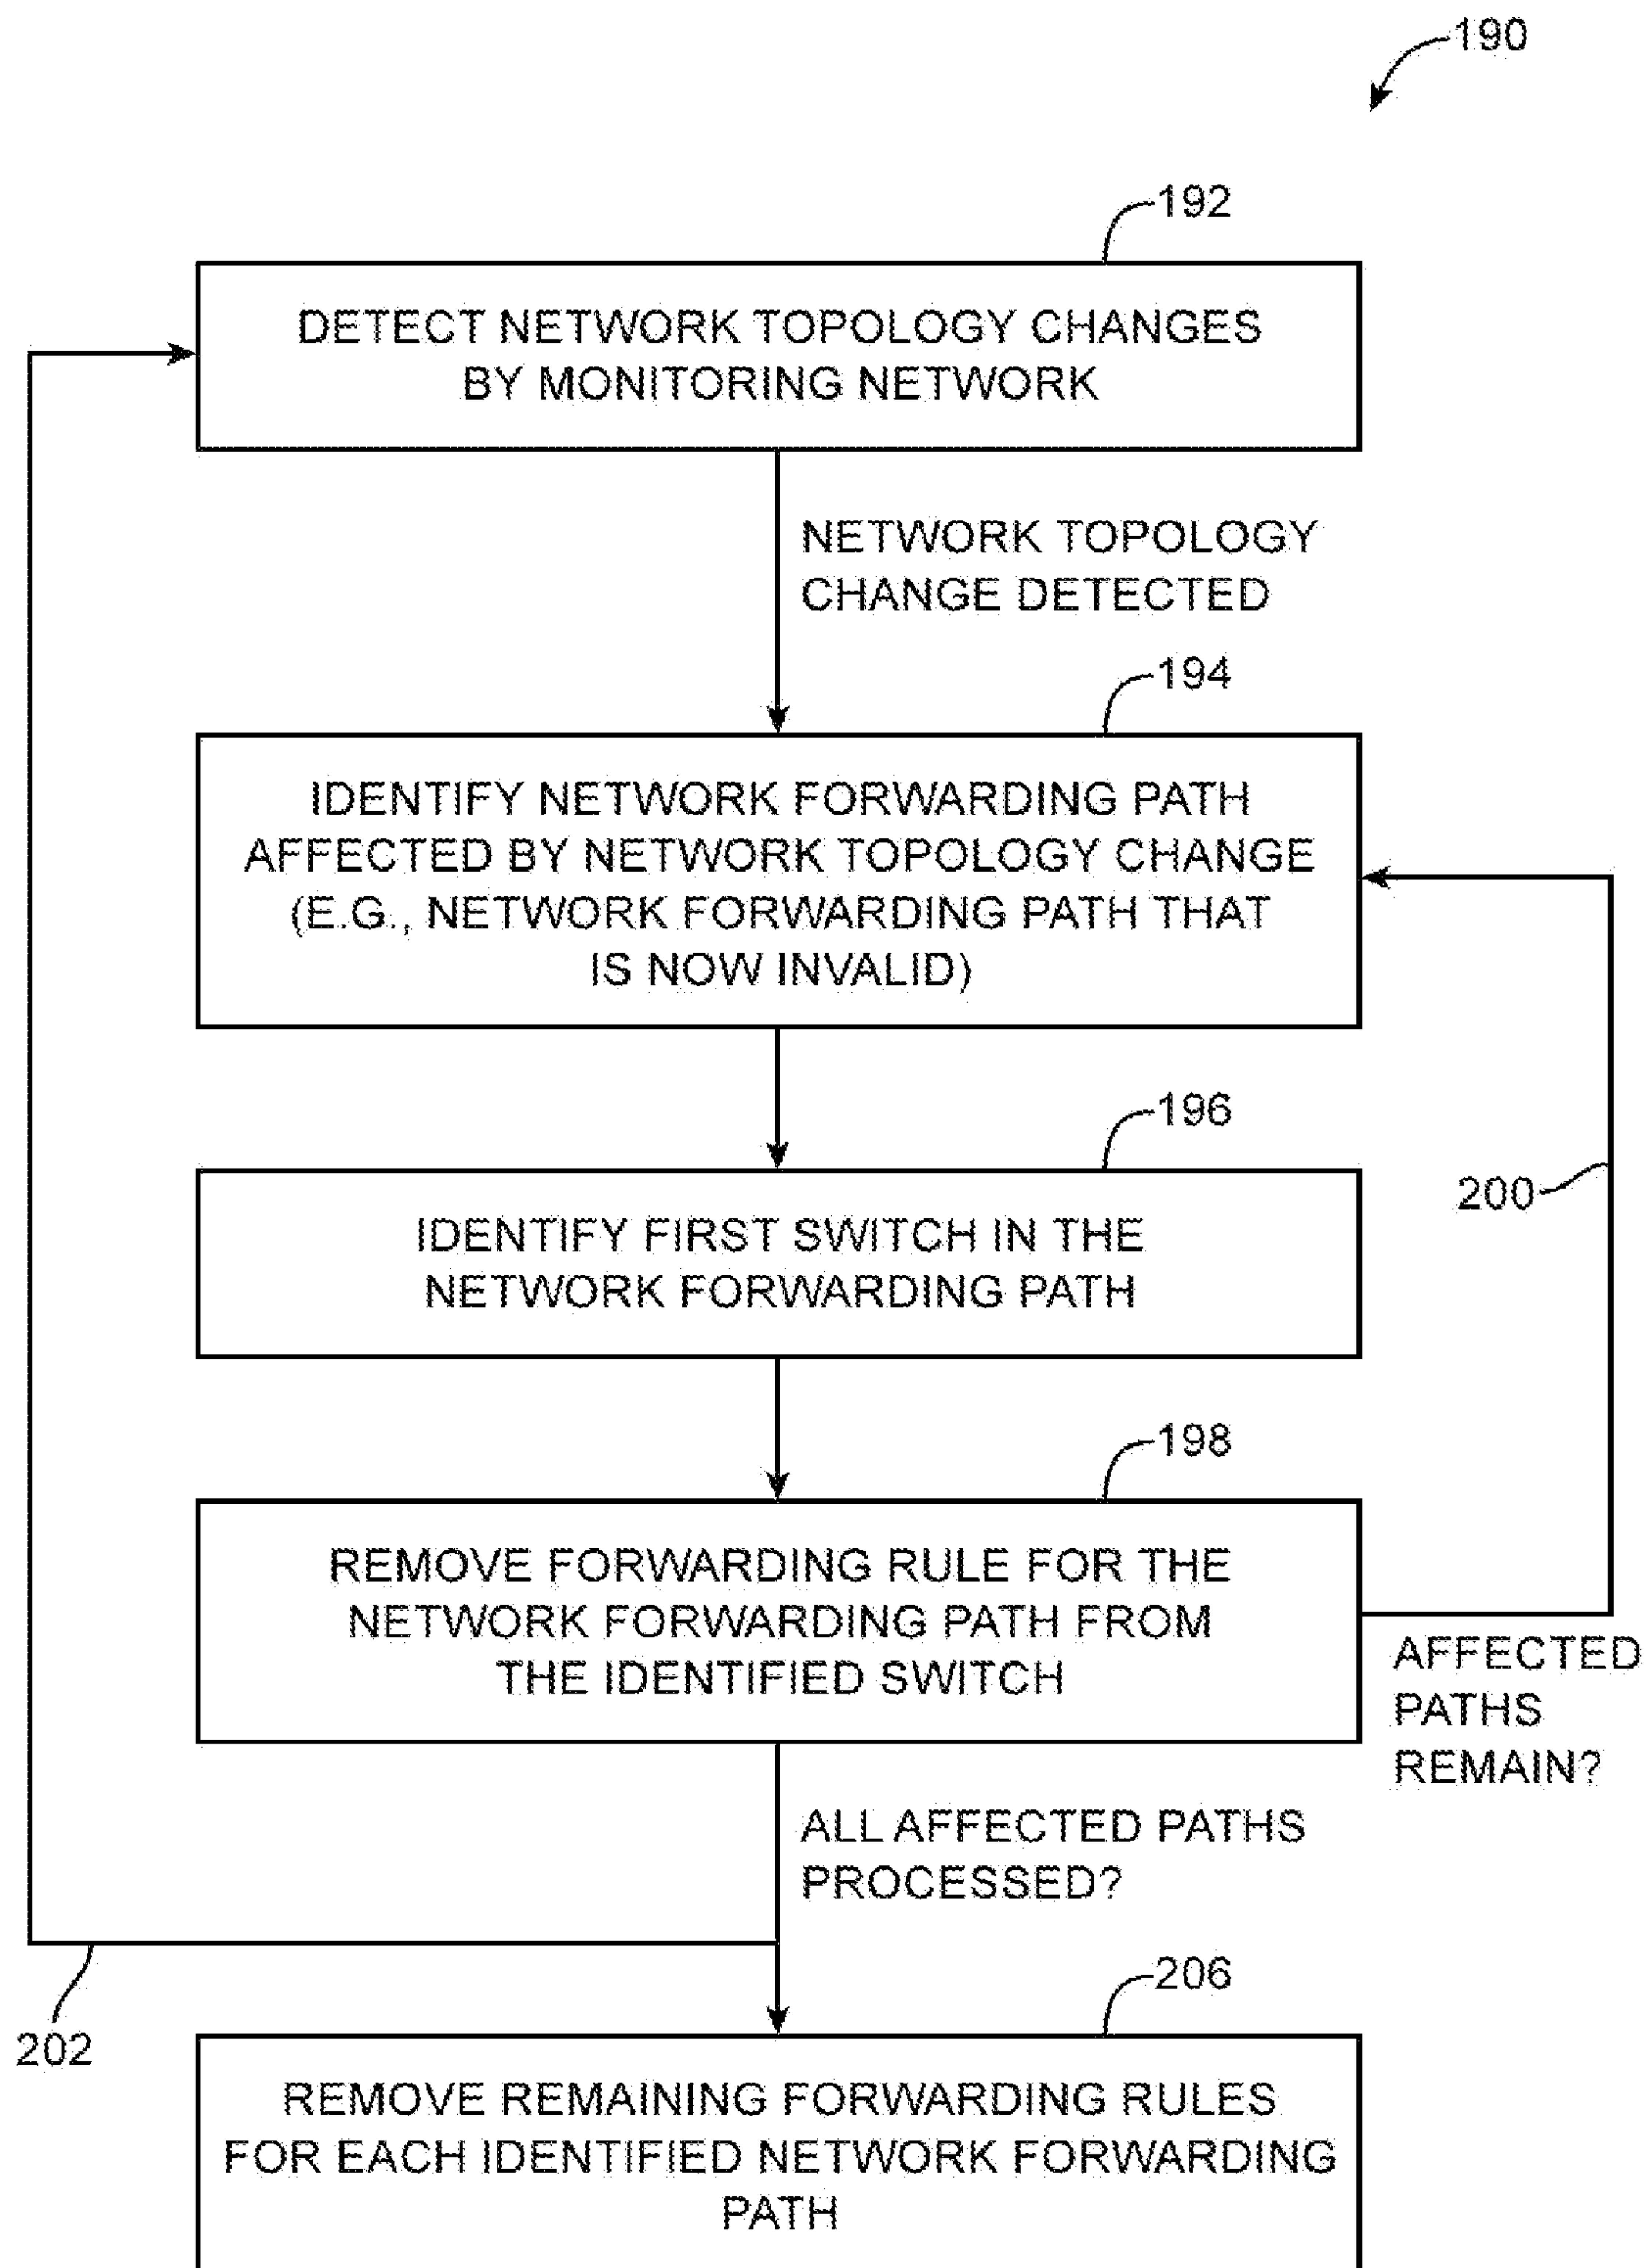 190
192
DETECT NETWORK TOPOLOGY CHANGES
BY MONITORING NETWORK
NETWORK TOPOLOGY
CHANGE DETECTED
194
IDENTIFY NETWORK FORWARDING PATH
AFFECTED BY NETWORK TOPOLOGY CHANGE
(E.G., NETWORK FORWARDING PATH THAT
IS NOW INVALID)
196
IDENTIFY FIRST SWITCH IN THE
NETWORK FORWARDING PATH
200
198
REMOVE FORWARDING RULE FOR THE
NETWORK FORWARDING PATH FROM
THE IDENTIFIED SWITCH
AFFECTED
PATHS
REMAIN?
ALL AFFECTED PATHS
PROCESSED?
202
206
REMOVE REMAINING FORWARDING RULES
FOR EACH IDENTIFIED NETWORK FORWARDING
PATH